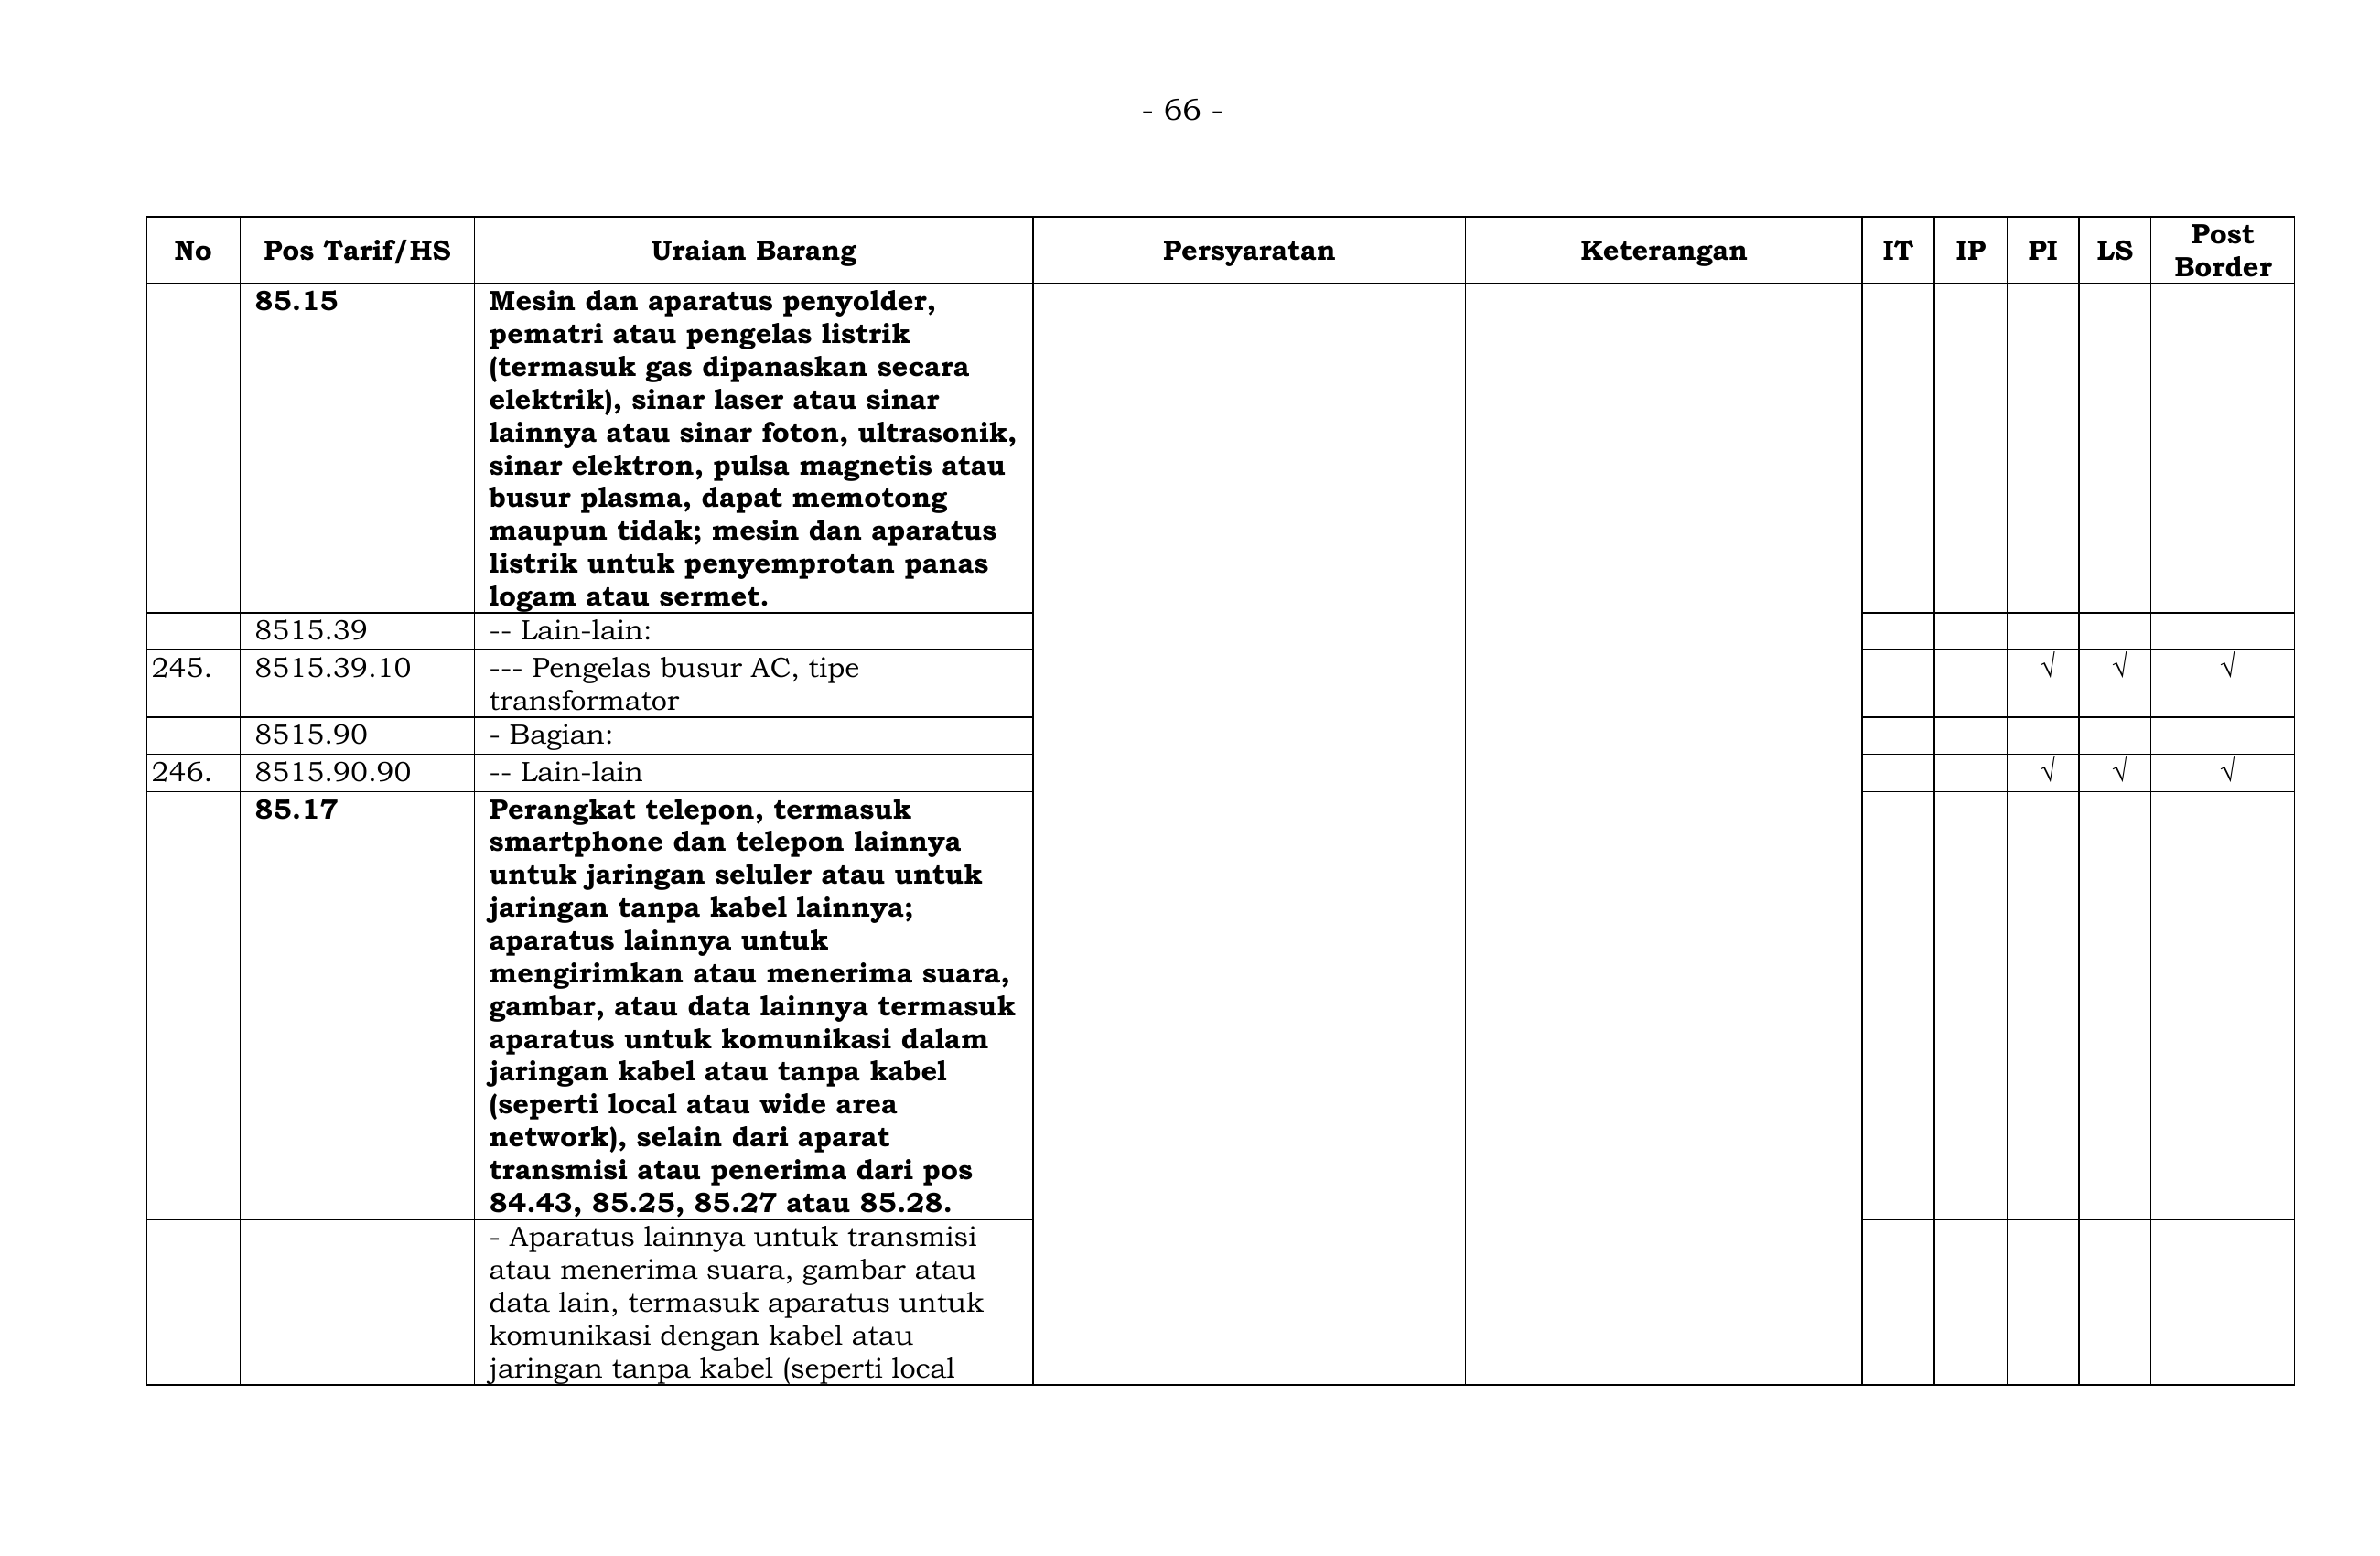 - 66 -
No Pos Tarif/HS Uraian Barang Persyaratan Keterangan IT IP PI LS Post Border
85.15 Mesin dan aparatus penyolder,
pematri atau pengelas listrik
(termasuk gas dipanaskan secara
elektrik), sinar laser atau sinar
lainnya atau sinar foton, ultrasonik,
sinar elektron, pulsa magnetis atau
busur plasma, dapat memotong
maupun tidak; mesin dan aparatus
listrik untuk penyemprotan panas
logam atau sermet.
8515.39 -- Lain-lain:
245. 8515.39.10 --- Pengelas busur AC, tipe √ √ √
transformator
8515.90 - Bagian:
246. 8515.90.90 -- Lain-lain √ √ √
85.17 Perangkat telepon, termasuk
smartphone dan telepon lainnya
untuk jaringan seluler atau untuk
jaringan tanpa kabel lainnya;
aparatus lainnya untuk
mengirimkan atau menerima suara,
gambar, atau data lainnya termasuk
aparatus untuk komunikasi dalam
jaringan kabel atau tanpa kabel
(seperti local atau wide area
network), selain dari aparat
transmisi atau penerima dari pos
84.43, 85.25, 85.27 atau 85.28.
- Aparatus lainnya untuk transmisi
atau menerima suara, gambar atau
data lain, termasuk aparatus untuk
komunikasi dengan kabel atau
jaringan tanpa kabel (seperti local